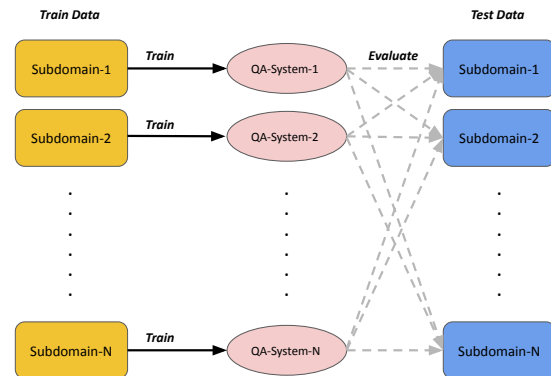 Train Data
Test Data
Subdomain-1
Train
QA-System-1
Evaluate
Subdomain-1
Subdomain-2
Train
QA-System-2
Subdomain-2
Subdomain-N
Train
QA-System-N
Subdomain-N